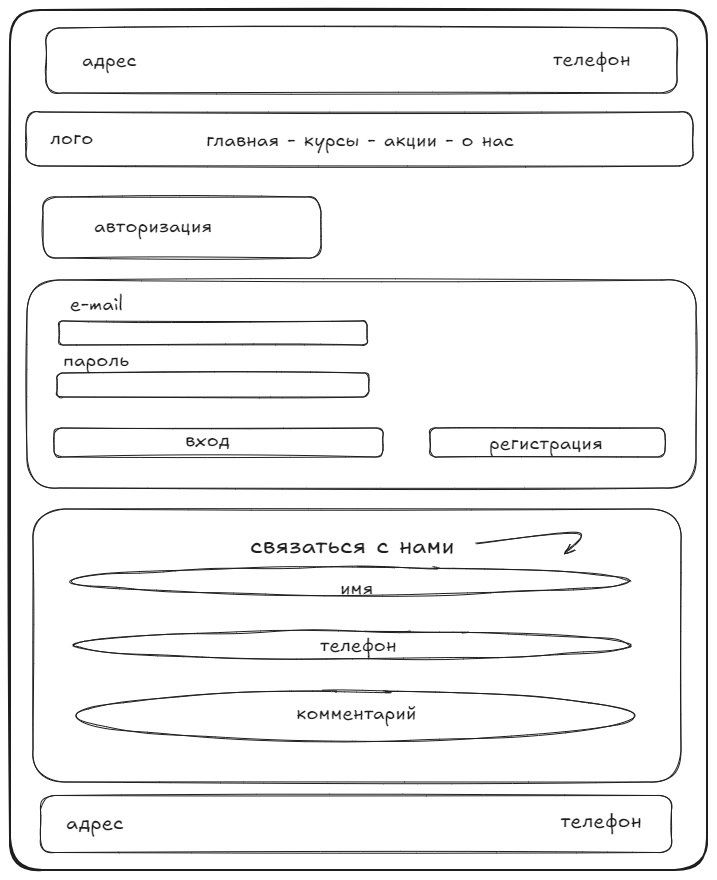 адрес телефон
лого главная - курсы - акции - о нас
авторизация
e-mail
пароль
вход регистрация
связаться с нами
имя
телефон
комментарий
адрес телефон